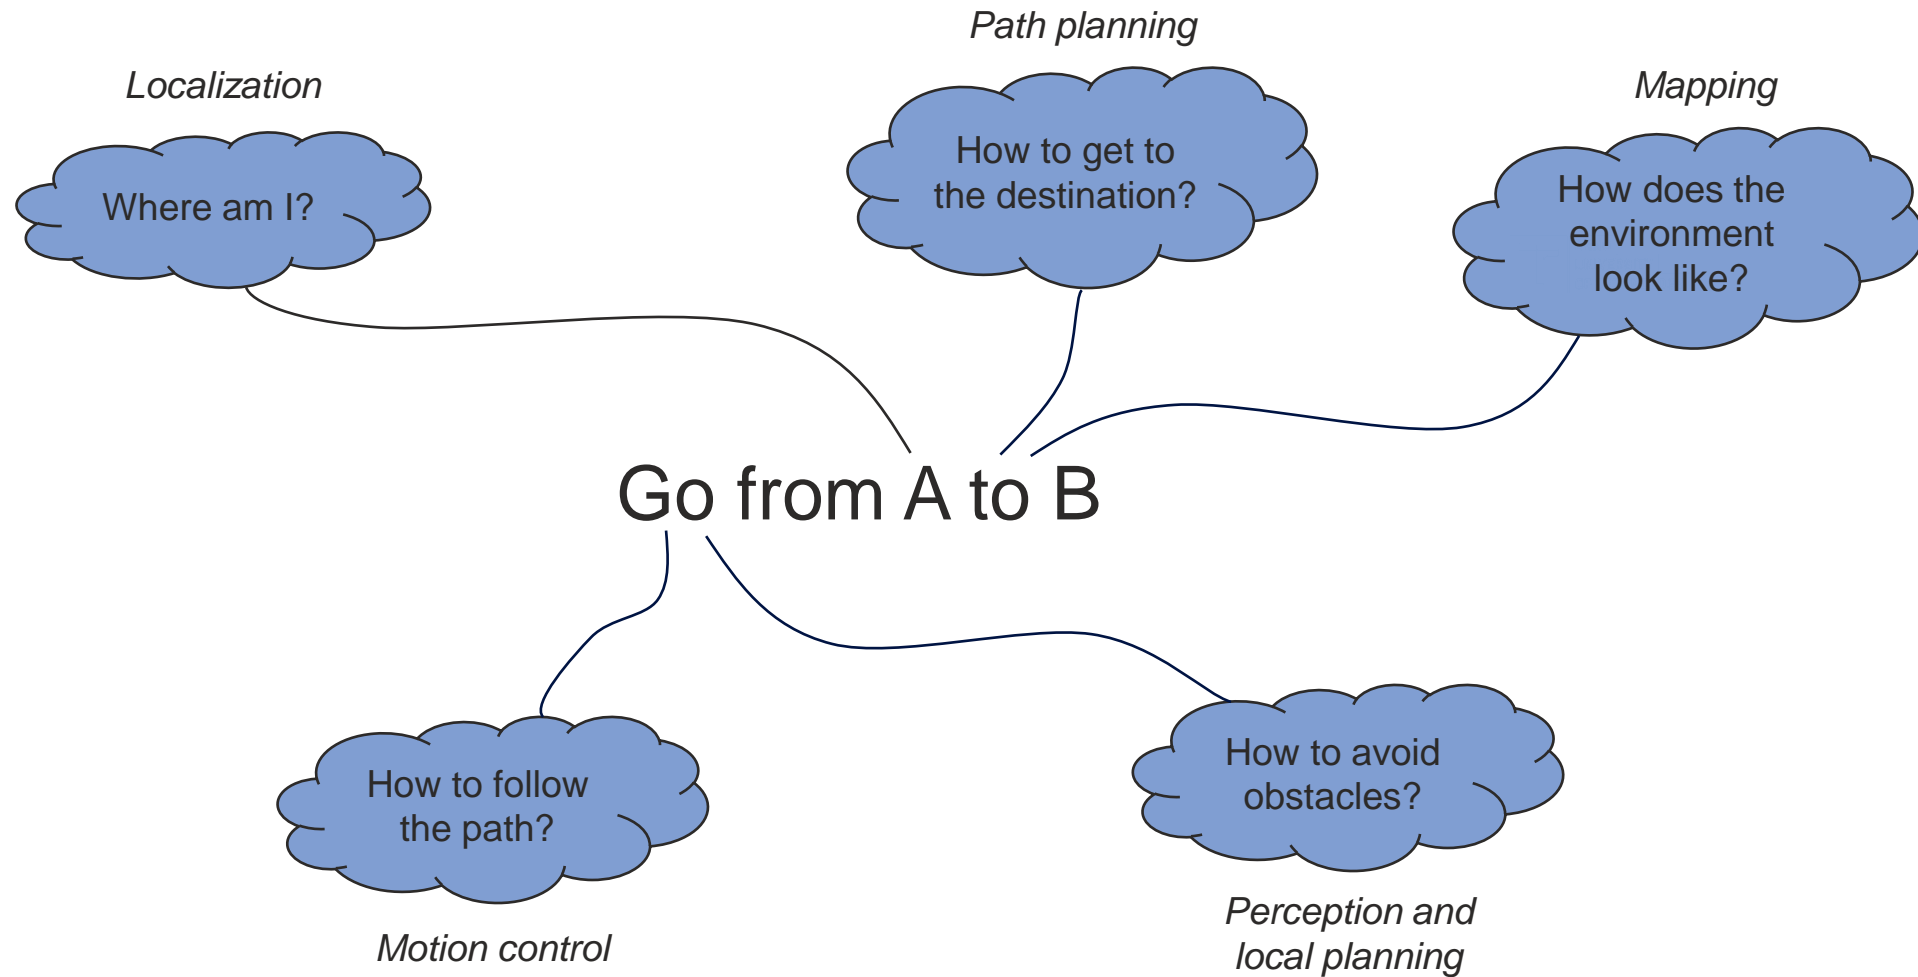 Localization
Where am I?
Path planning
How to get to
the destination?
Mapping
How does the
environment
look like?
Go from A to B
How to follow
the path?
Motion control
How to avoid
obstacles?
Perception and
local planning